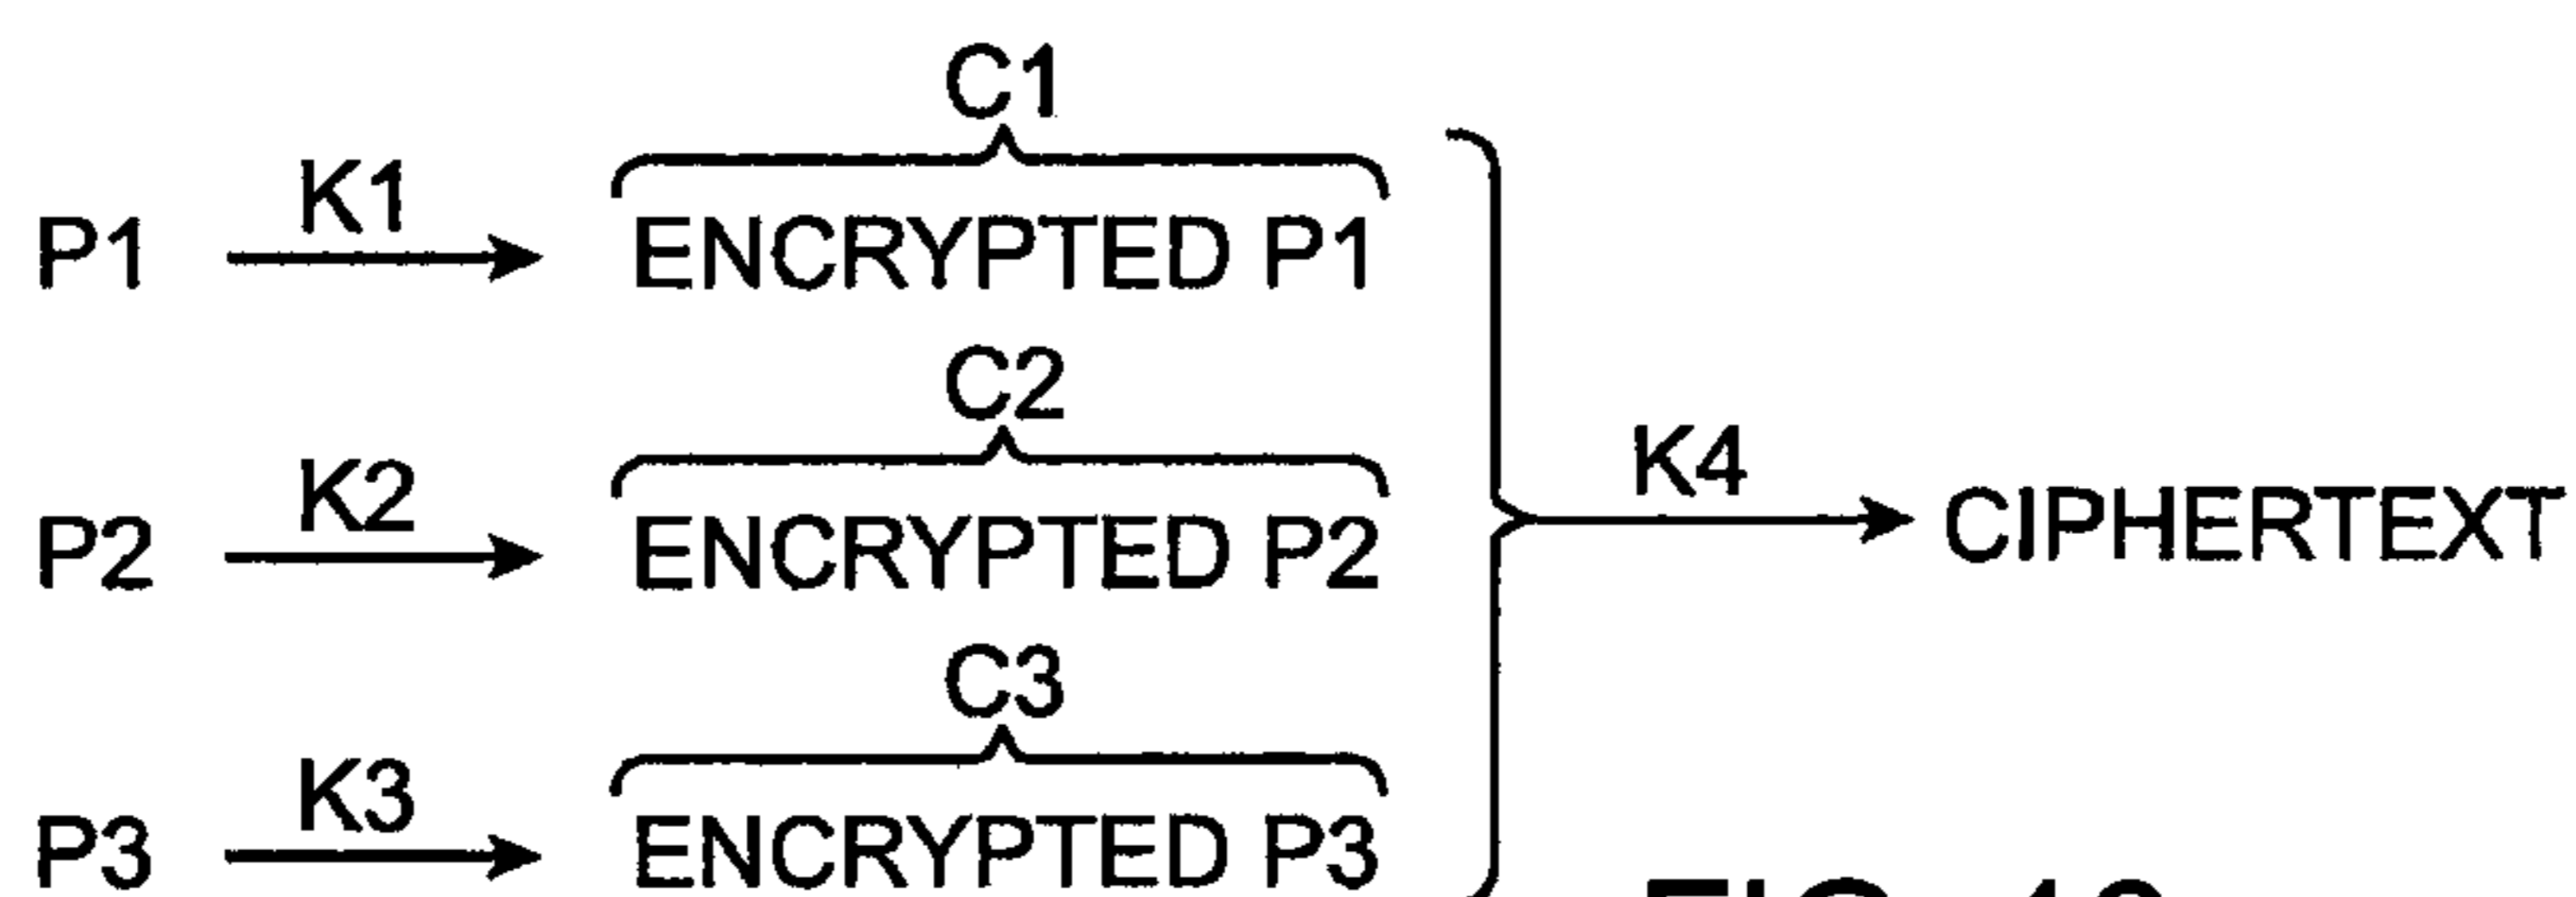 C1
P1 K1 ENCRYPTED P1
C2
P2 K2 ENCRYPTED P2
K4 CIPHERTEXT
C3
P3 K3 ENCRYPTED P3